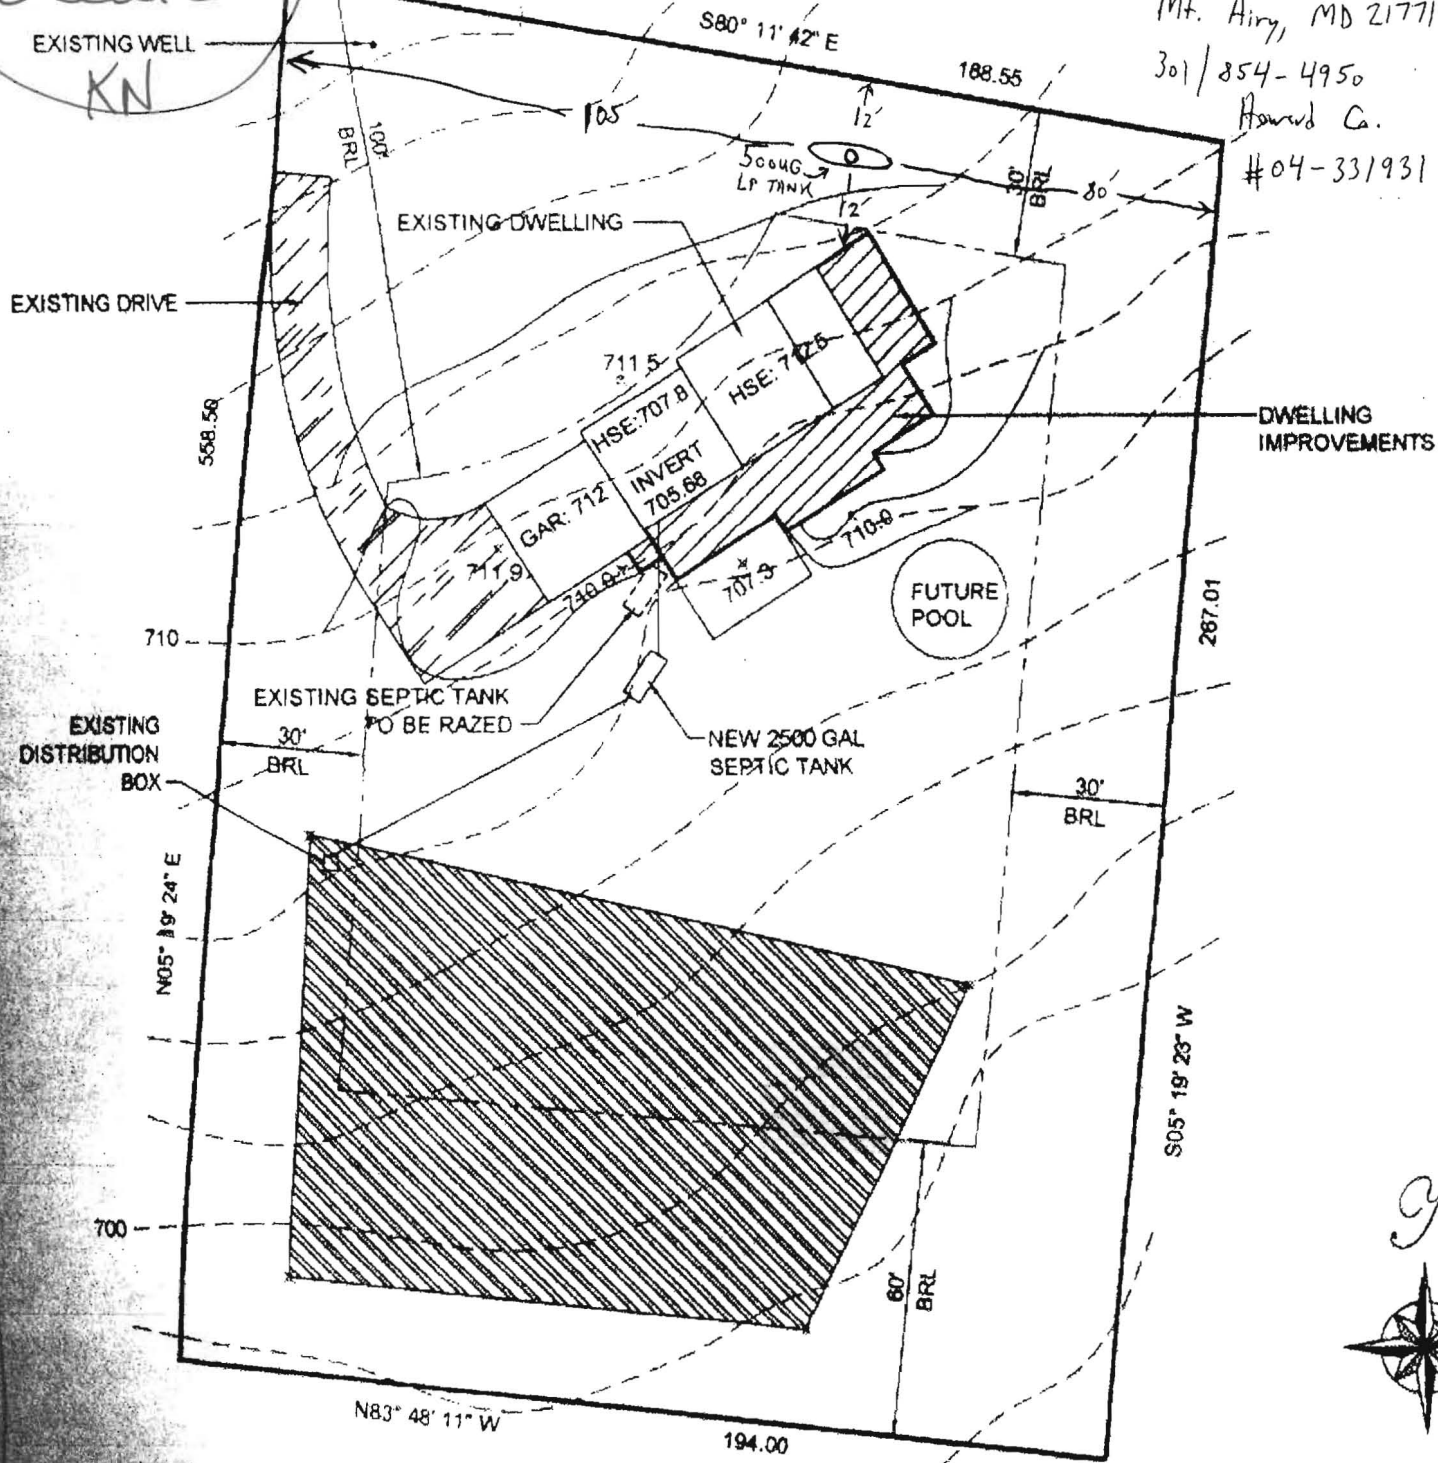 EXISTING WELL
KN
Mt. Airy, MD 21771
301/854-4950
Howard Co.
#04-331931
S80° 11' 42" E
188.55
105
12'
500UG
LP TANK
12
80'
30'
BRL
100'
BRL
EXISTING DWELLING
EXISTING DRIVE
711.5
HSE:707.8
HSE: 712.5
INVERT
705.68
GAR: 712
711.9
710.0
707.3
710.0
558.50
DWELLING
IMPROVEMENTS
FUTURE
POOL
287.01
710
EXISTING SEPTIC TANK
TO BE RAZED
EXISTING
DISTRIBUTION
BOX
30'
BRL
NEW 2500 GAL
SEPTIC TANK
30'
BRL
N05° 19' 24" E
S05° 19' 23" W
700
60'
BRL
N83° 48' 11" W
194.00